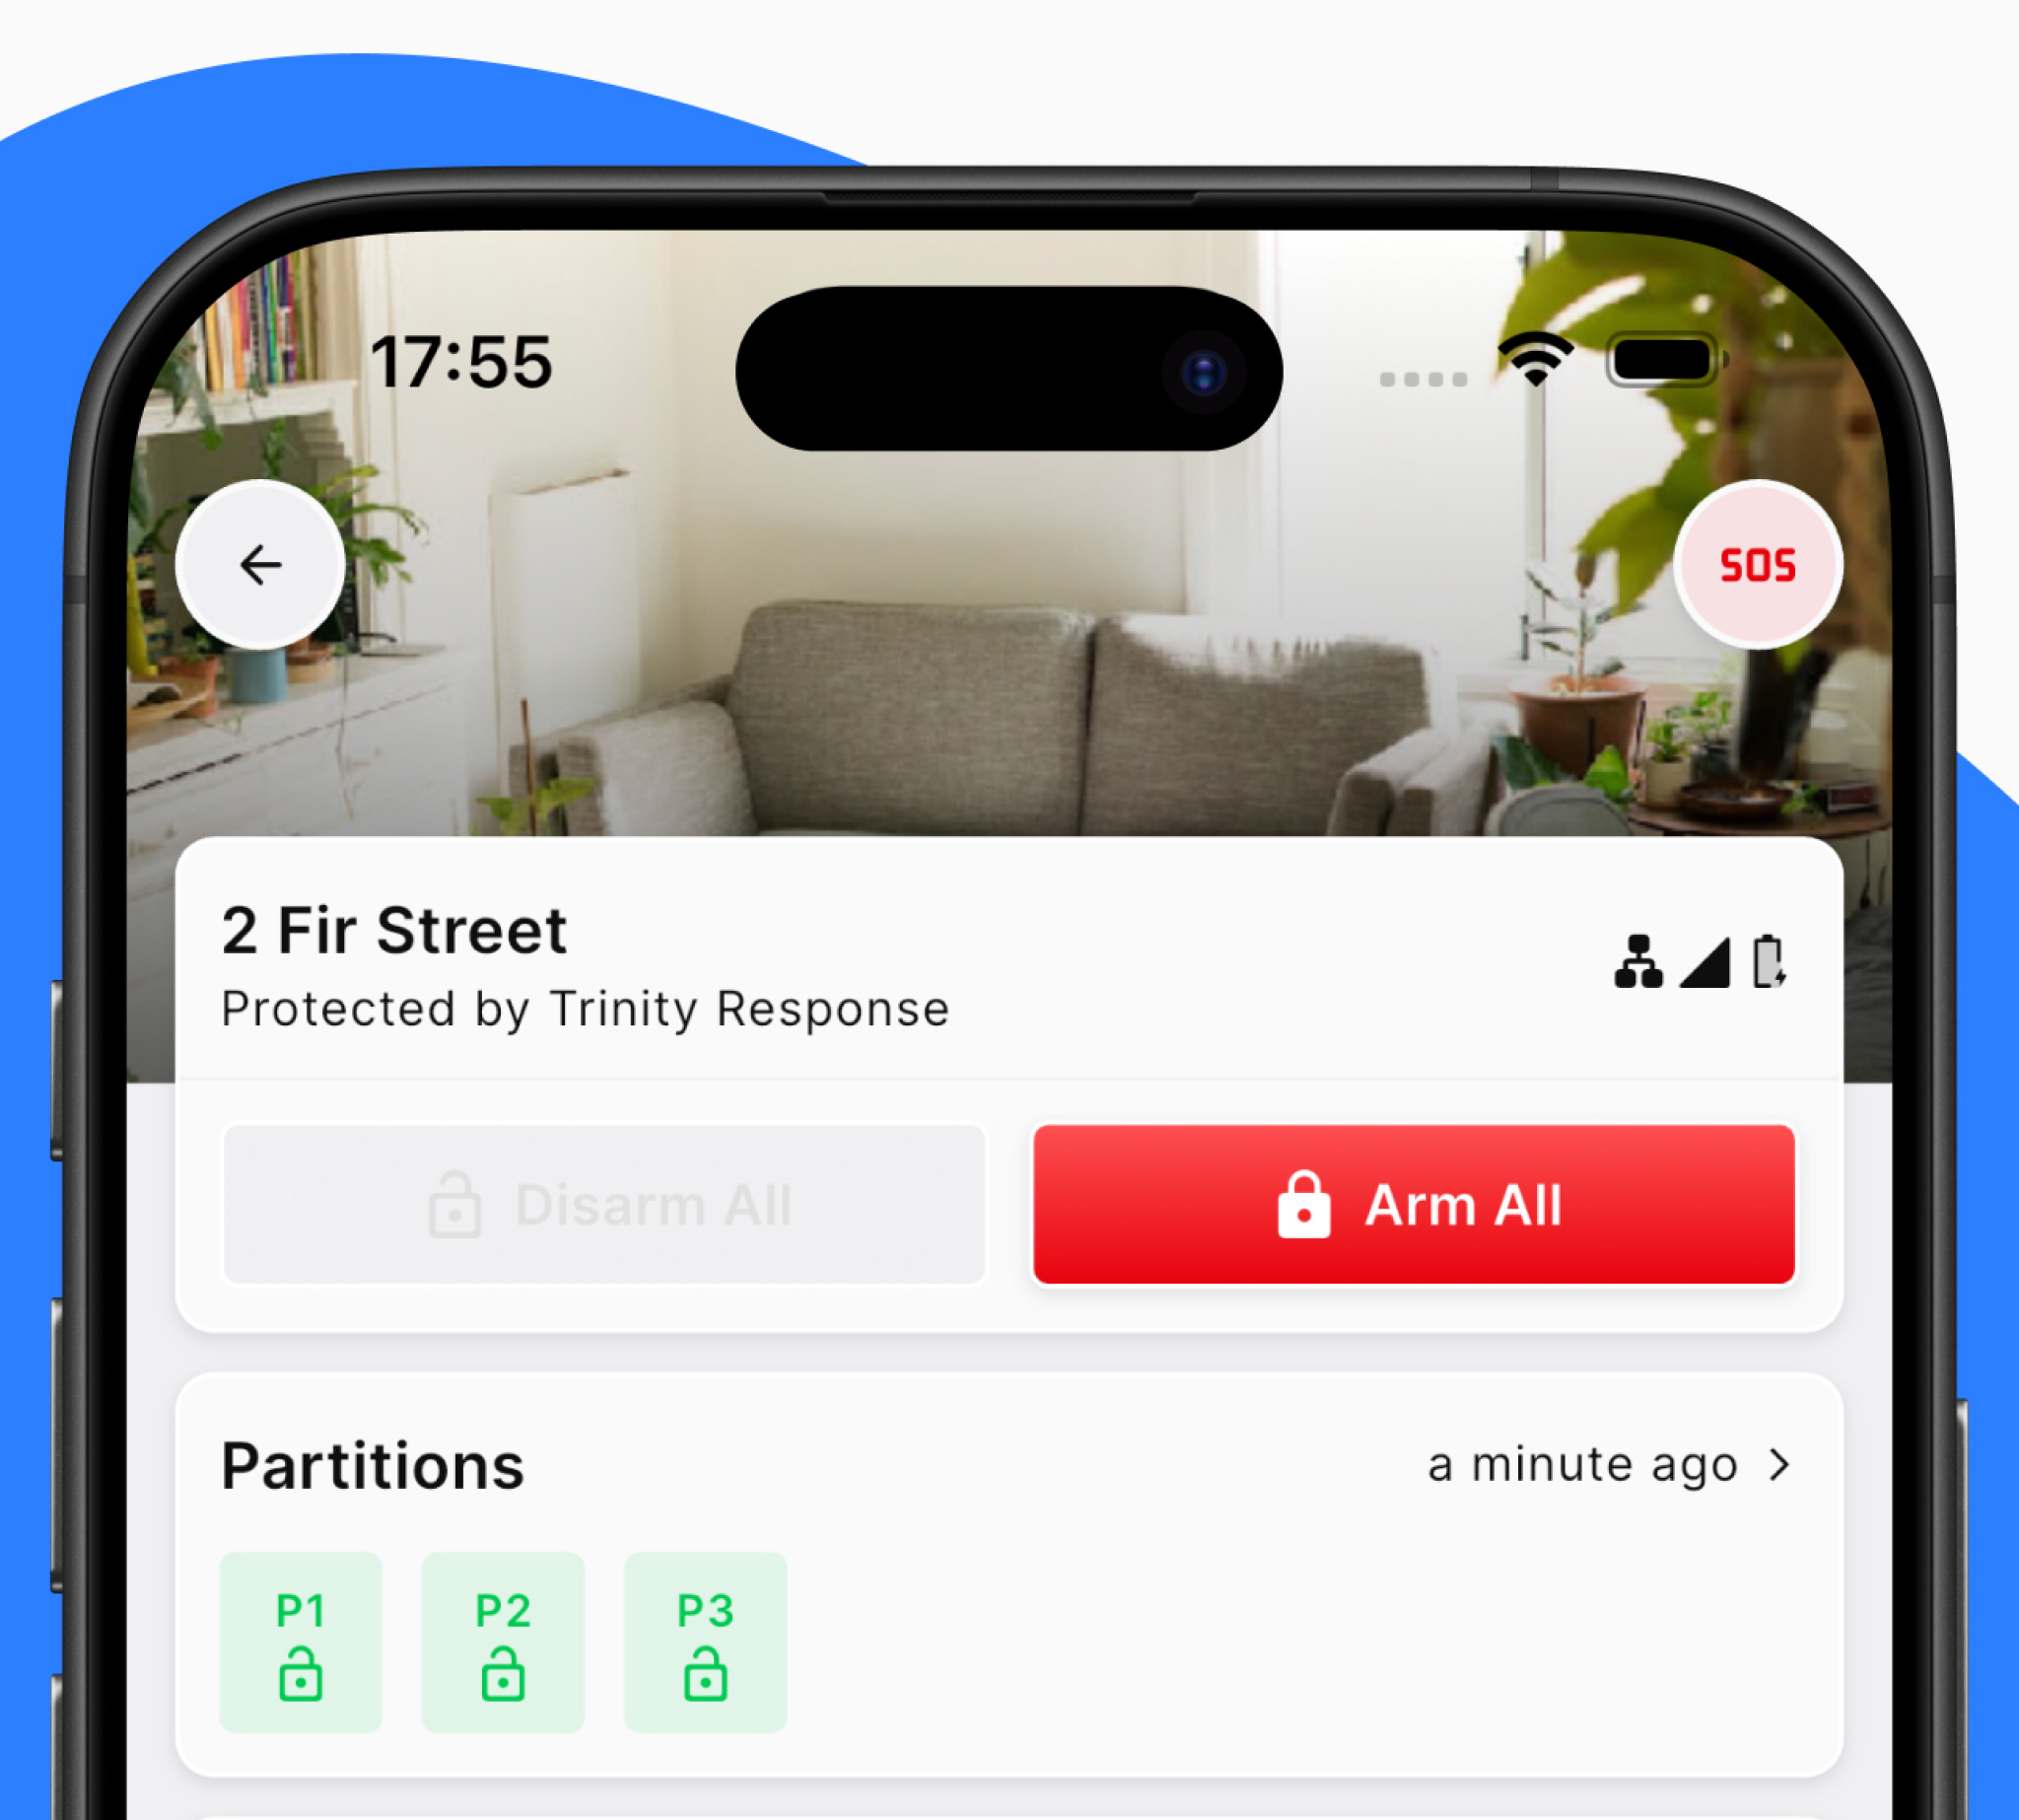 17:55
SOS
2 Fir Street
Protected by Trinity Response
Disarm All
Arm All
Partitions
a minute ago
P1
P2
P3